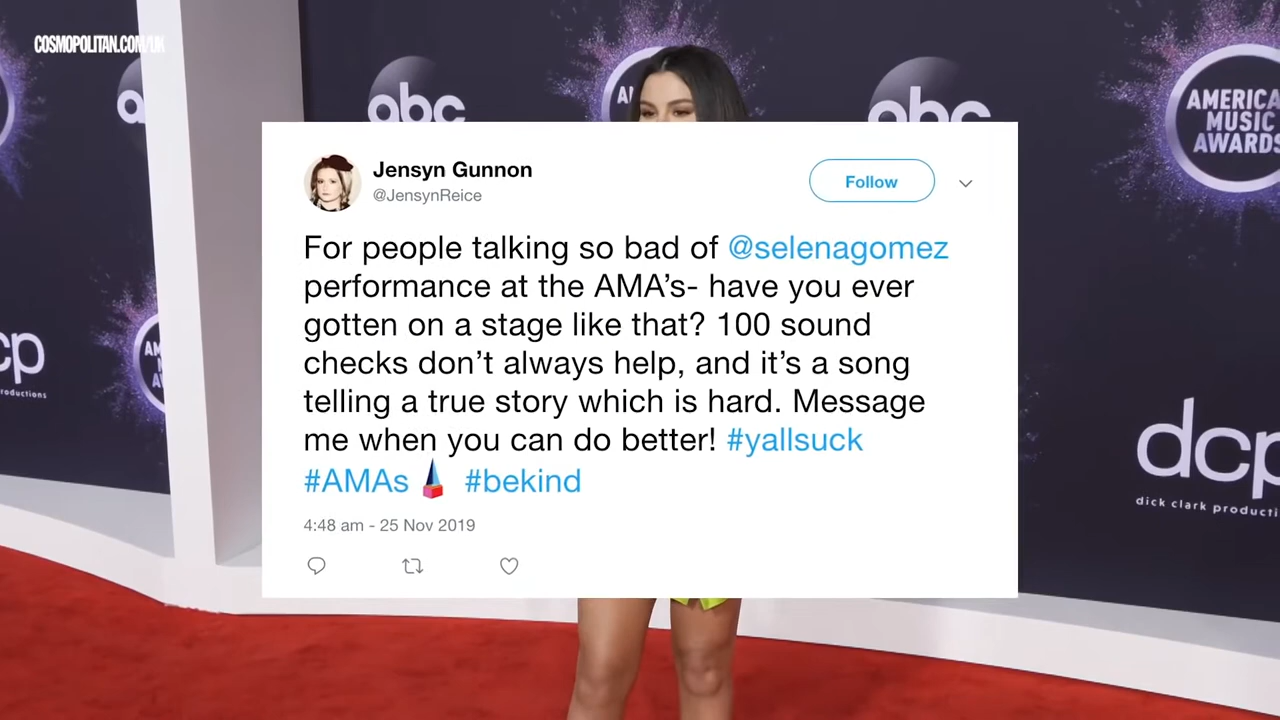 COSMOPOLITAN.COM/UK
abc
abc
AMERICA
MUSIC
AWARDS
Jensyn Gunnon
@JensynReice
Follow
For people talking so bad of @selenagomez
performance at the AMA’s- have you ever
gotten on a stage like that? 100 sound
checks don’t always help, and it’s a song
telling a true story which is hard. Message
me when you can do better! #yallsuck
#AMAs #bekind
4:48 am - 25 Nov 2019
cp
roductions
dcp
dick clark producti